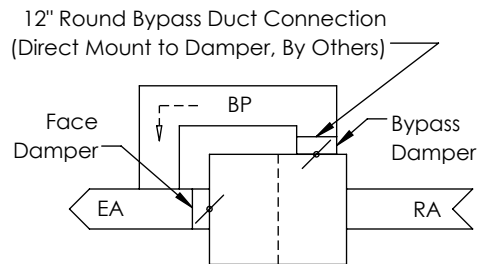 12" Round Bypass Duct Connection
(Direct Mount to Damper, By Others)
BP
Face
Damper
Bypass
Damper
EA
RA